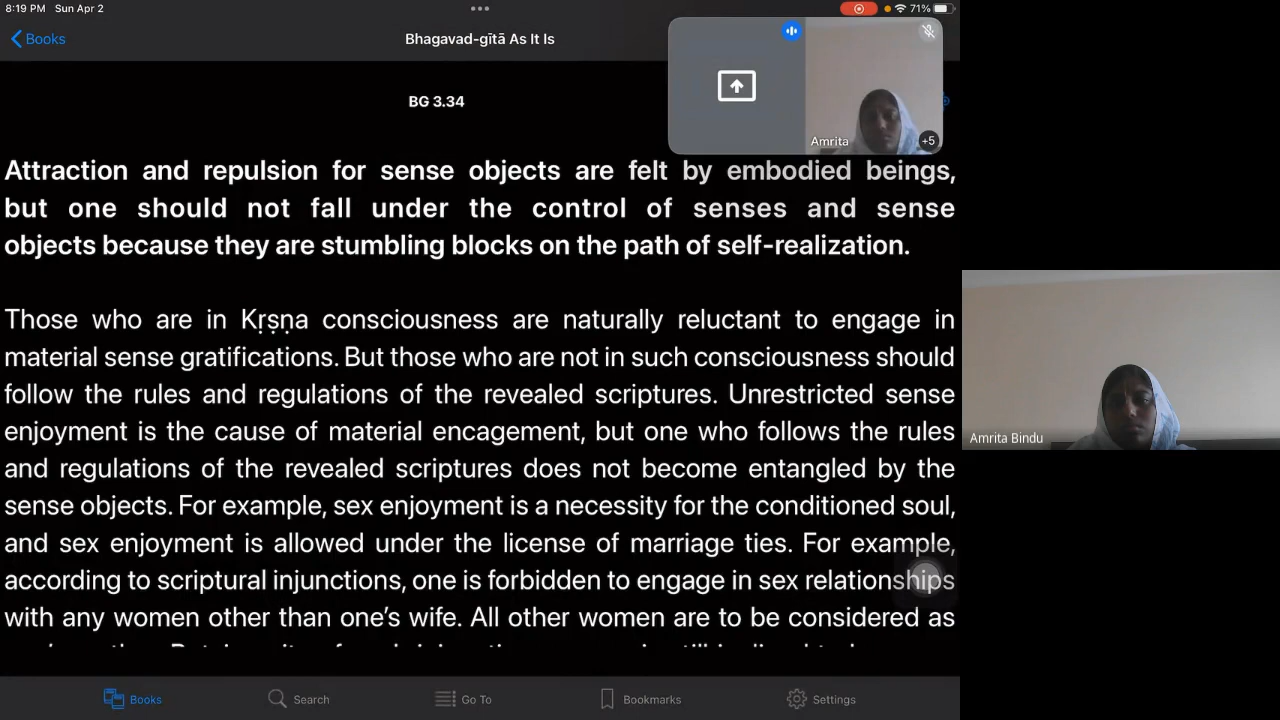 8:19 PM Sun Apr 2
71%
Books
Bhagavad-gītā As It Is
Amrita
+5
BG 3.34
Attraction and repulsion for sense objects are felt by embodied beings,
but one should not fall under the control of senses and sense
objects because they are stumbling blocks on the path of self-realization.
Those who are in Kṛṣṇa consciousness are naturally reluctant to engage in
material sense gratifications. But those who are not in such consciousness should
follow the rules and regulations of the revealed scriptures. Unrestricted sense
enjoyment is the cause of material encagement, but one who follows the rules
and regulations of the revealed scriptures does not become entangled by the
sense objects. For example, sex enjoyment is a necessity for the conditioned soul,
and sex enjoyment is allowed under the license of marriage ties. For example,
according to scriptural injunctions, one is forbidden to engage in sex relationships
with any women other than one's wife. All other women are to be considered as
Amrita Bindu
Books
Search
Go To
Bookmarks
Settings